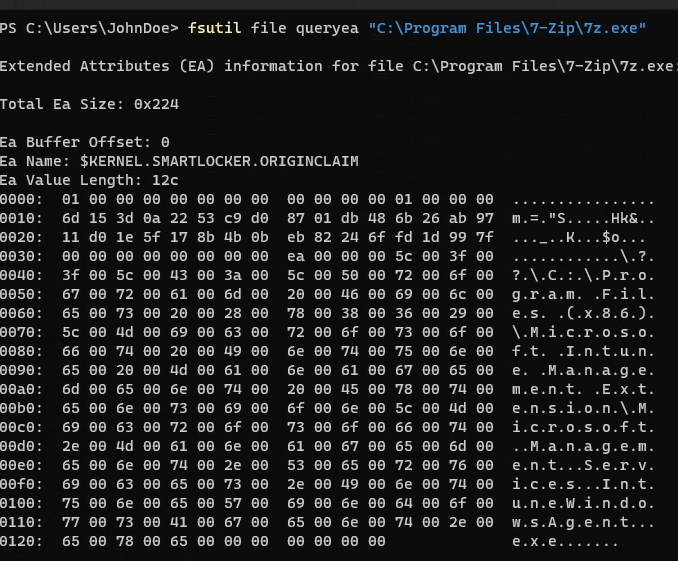 PS C:\Users\JohnDoe> fsutil file queryea "C:\Program Files\7-Zip\7z.exe"
Extended Attributes (EA) information for file C:\Program Files\7-Zip\7z.exe:
Total Ea Size: 0x224
Ea Buffer Offset: 0
Ea Name: $KERNEL.SMARTLOCKER.ORIGINCLAIM
Ea Value Length: 12c
0000:  01 00 00 00 00 00 00 00  00 00 00 00 01 00 00 00  ................
0010:  6d 15 3d 0a 22 53 c9 d0  87 01 db 48 6b 26 ab 97  m.=."S.....Hk&..
0020:  11 d0 1e 5f 17 8b 4b 0b  eb 82 24 6f fd 1d 99 7f  ..._..K...$o...
0030:  00 00 00 00 00 00 00 00  ea 00 00 00 5c 00 3f 00  ............\.?.
0040:  3f 00 5c 00 43 00 3a 00  5c 00 50 00 72 00 6f 00  ?.\.C.:.\.P.r.o.
0050:  67 00 72 00 61 00 6d 00  20 00 46 00 69 00 6c 00  g.r.a.m. .F.i.l.
0060:  65 00 73 00 20 00 28 00  78 00 38 00 36 00 29 00  e.s. .(.x.8.6.).
0070:  5c 00 4d 00 69 00 63 00  72 00 6f 00 73 00 6f 00  \.M.i.c.r.o.s.o.
0080:  66 00 74 00 20 00 49 00  6e 00 74 00 75 00 6e 00  f.t. .I.n.t.u.n.
0090:  65 00 20 00 4d 00 61 00  6e 00 61 00 67 00 65 00  e. .M.a.n.a.g.e.
00a0:  6d 00 65 00 6e 00 74 00  20 00 45 00 78 00 74 00  m.e.n.t. .E.x.t.
00b0:  65 00 6e 00 73 00 69 00  6f 00 6e 00 5c 00 4d 00  e.n.s.i.o.n.\.M.
00c0:  69 00 63 00 72 00 6f 00  73 00 6f 00 66 00 74 00  i.c.r.o.s.o.f.t.
00d0:  2e 00 4d 00 61 00 6e 00  61 00 67 00 65 00 6d 00  ..M.a.n.a.g.e.m.
00e0:  65 00 6e 00 74 00 2e 00  53 00 65 00 72 00 76 00  e.n.t...S.e.r.v.
00f0:  69 00 63 00 65 00 73 00  2e 00 49 00 6e 00 74 00  i.c.e.s...I.n.t.
0100:  75 00 6e 00 65 00 57 00  69 00 6e 00 64 00 6f 00  u.n.e.W.i.n.d.o.
0110:  77 00 73 00 41 00 67 00  65 00 6e 00 74 00 2e 00  w.s.A.g.e.n.t...
0120:  65 00 78 00 65 00 00 00  00 00 00 00              e.x.e.......